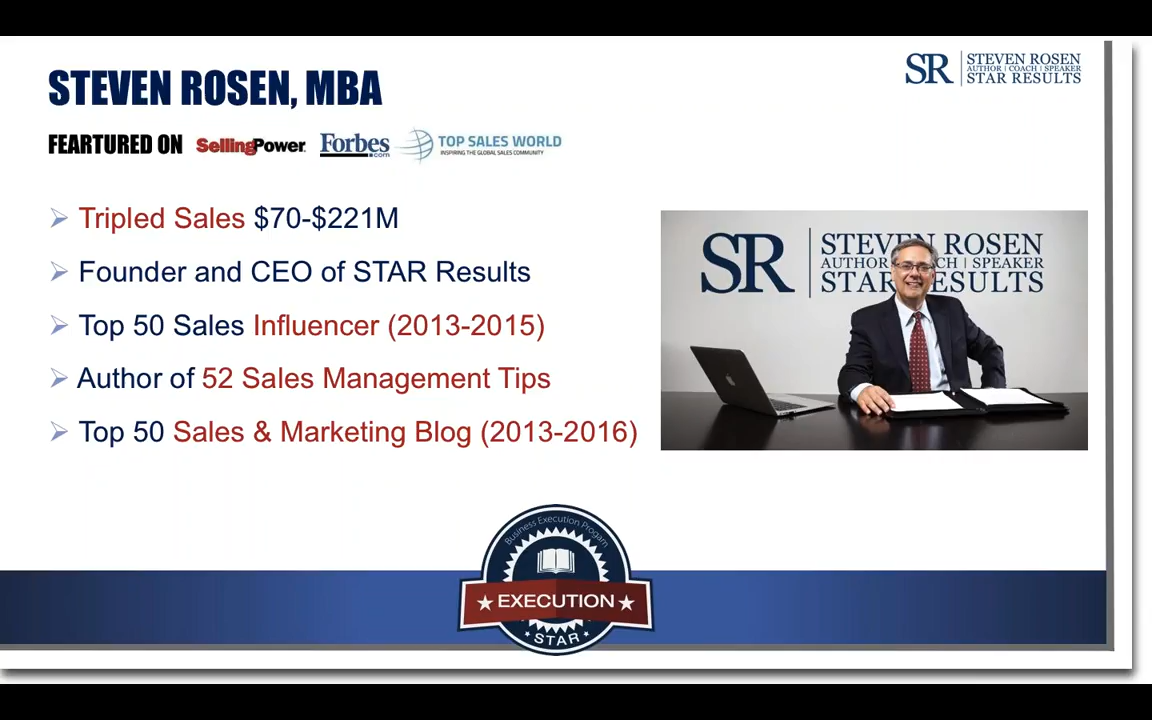 STEVEN ROSEN, MBA
SR STEVEN ROSEN
AUTHOR | COACH | SPEAKER
STAR RESULTS
FEARTURED ON SellingPower. Forbes.com TOP SALES WORLD
INSPIRING THE GLOBAL SALES COMMUNITY
Tripled Sales $70-$221M
Founder and CEO of STAR Results
Top 50 Sales Influencer (2013-2015)
Author of 52 Sales Management Tips
Top 50 Sales & Marketing Blog (2013-2016)
SR STEVEN ROSEN
AUTHOR | COACH | SPEAKER
STAR RESULTS
Business Execution Progam
EXECUTION
STAR